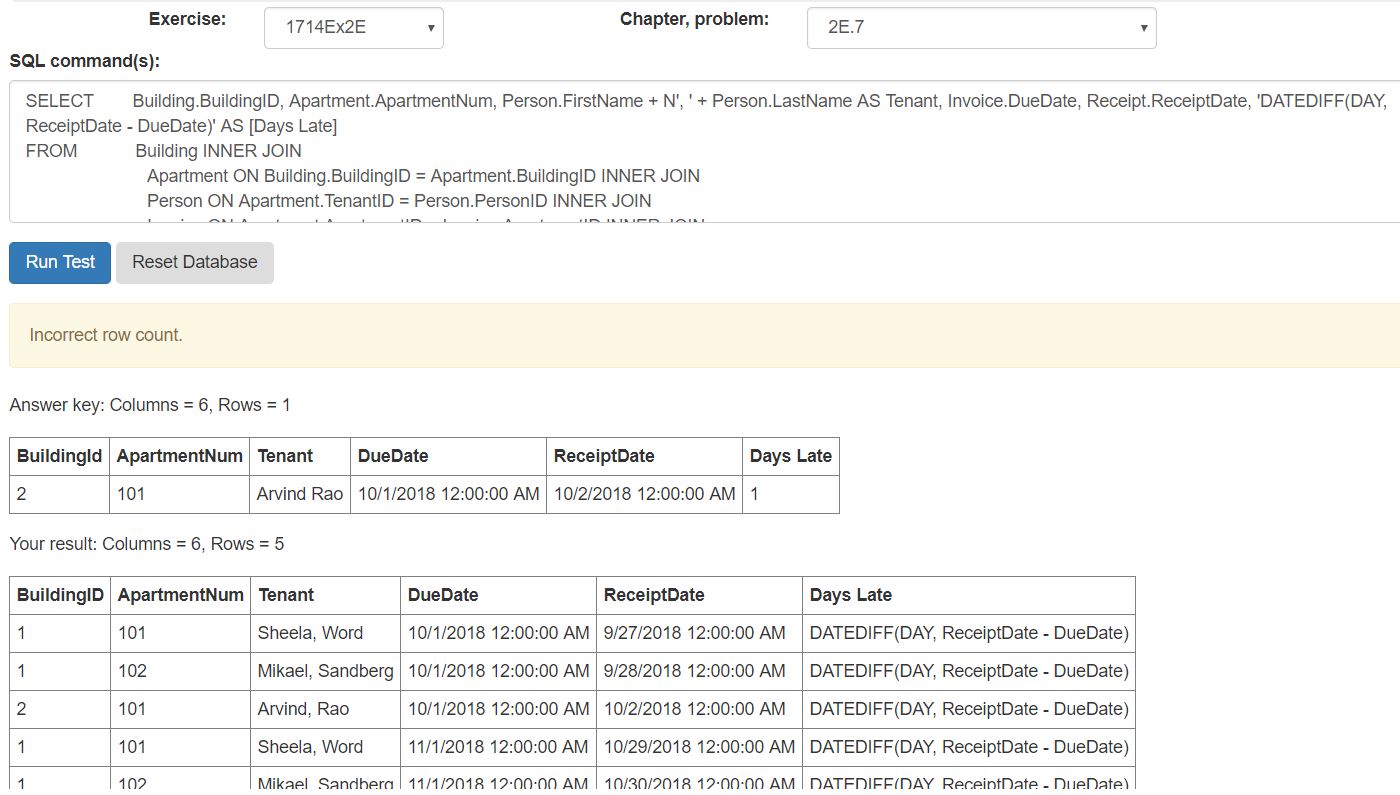 Exercise: 1714Ex2E Chapter, problem: 2E.7
SQL command(s):
SELECT Building.BuildingID, Apartment.ApartmentNum, Person.FirstName + N', ' + Person.LastName AS Tenant, Invoice.DueDate, Receipt.ReceiptDate, 'DATEDIFF(DAY,
ReceiptDate - DueDate)' AS [Days Late]
FROM Building INNER JOIN
Apartment ON Building.BuildingID = Apartment.BuildingID INNER JOIN
Person ON Apartment.TenantID = Person.PersonID INNER JOIN
Run Test Reset Database
Incorrect row count.
Answer key: Columns = 6, Rows = 1
BuildingId ApartmentNum Tenant DueDate ReceiptDate Days Late
2 101 Arvind Rao 10/1/2018 12:00:00 AM 10/2/2018 12:00:00 AM 1
Your result: Columns = 6, Rows = 5
BuildingID ApartmentNum Tenant DueDate ReceiptDate Days Late
1 101 Sheela, Word 10/1/2018 12:00:00 AM 9/27/2018 12:00:00 AM DATEDIFF(DAY, ReceiptDate - DueDate)
1 102 Mikael, Sandberg 10/1/2018 12:00:00 AM 9/28/2018 12:00:00 AM DATEDIFF(DAY, ReceiptDate - DueDate)
2 101 Arvind, Rao 10/1/2018 12:00:00 AM 10/2/2018 12:00:00 AM DATEDIFF(DAY, ReceiptDate - DueDate)
1 101 Sheela, Word 11/1/2018 12:00:00 AM 10/29/2018 12:00:00 AM DATEDIFF(DAY, ReceiptDate - DueDate)
1 102 Mikael, Sandberg 11/1/2018 12:00:00 AM 10/30/2018 12:00:00 AM DATEDIFF(DAY, ReceiptDate - DueDate)